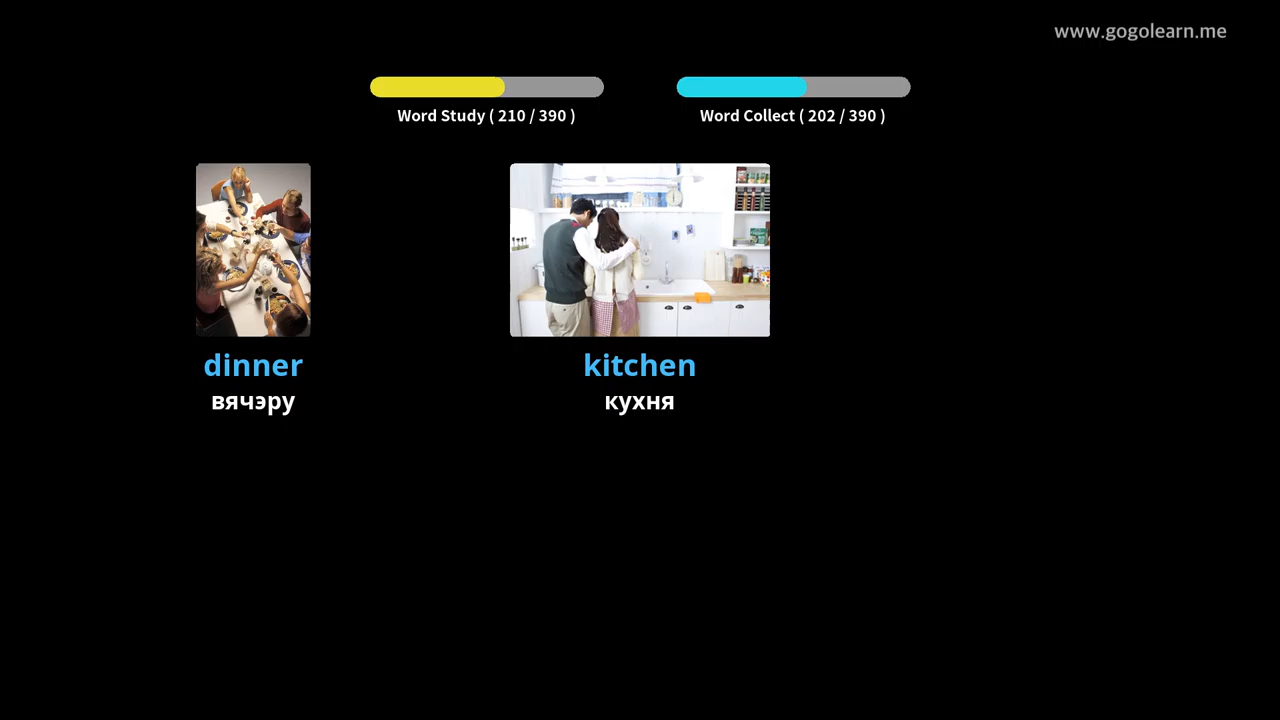 www.gogolearn.me
Word Study ( 210 / 390 )
Word Collect ( 202 / 390 )
dinner
вячэру
kitchen
кухня